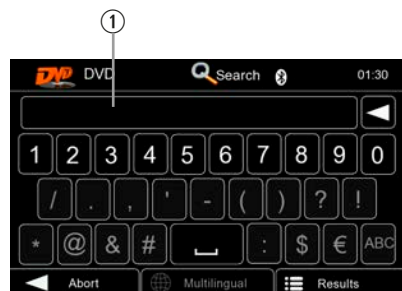 ①
DVD DVD Search 01:30
1 2 3 4 5 6 7 8 9 0
/ . , ' - ( ) ? !
* @ & # : $ € ABC
Abort Multilingual Results